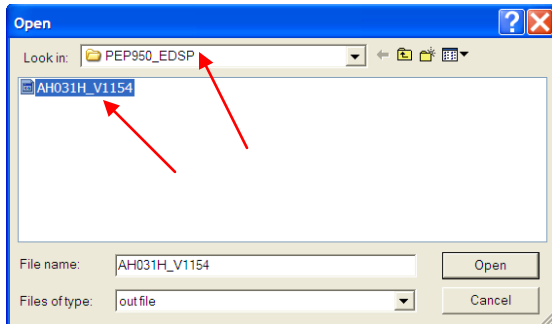 Open
Look in: PEP950_EDSP
AH031H_V1154
File name: AH031H_V1154 Open
Files of type: out file Cancel